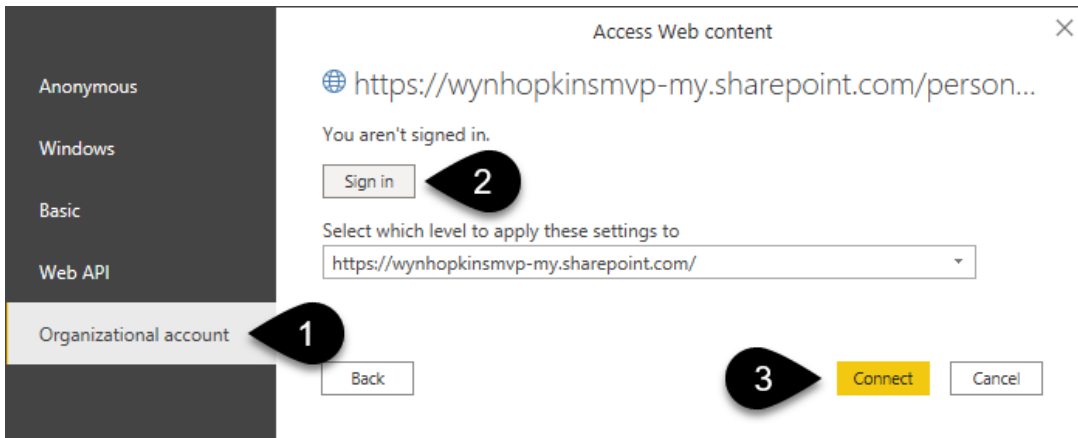 Access Web content
Anonymous
Windows
Basic
Web API
Organizational account
1
https://wynhopkinsmvp-my.sharepoint.com/person...
You aren't signed in.
Sign in
2
Select which level to apply these settings to
https://wynhopkinsmvp-my.sharepoint.com/
Back
3
Connect
Cancel